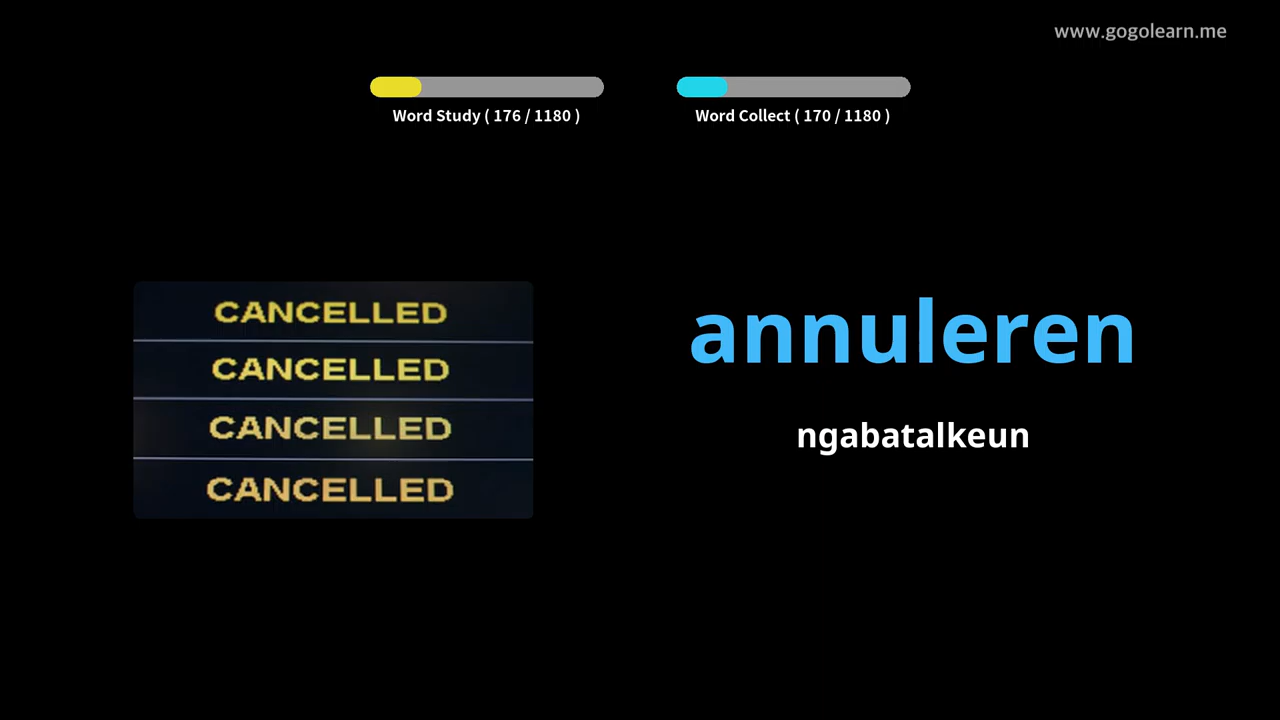 www.gogolearn.me
Word Study ( 176 / 1180 )
Word Collect ( 170 / 1180 )
CANCELLED
CANCELLED
CANCELLED
CANCELLED
annuleren
ngabatalkeun